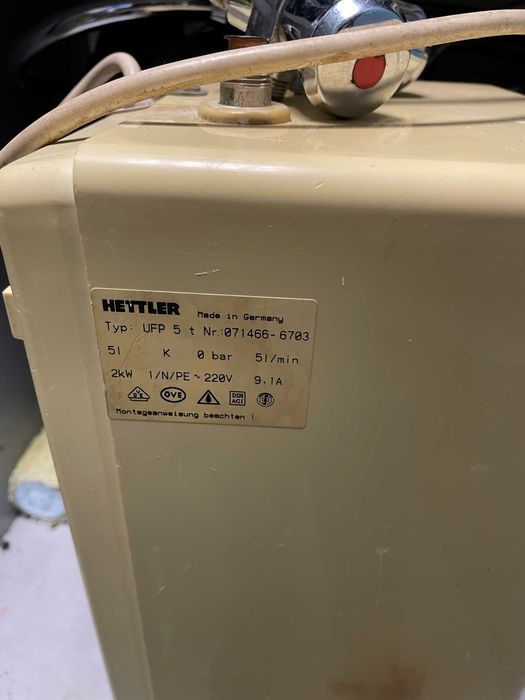 HETTLER Made in Germany
Typ: UFP 5 t Nr.:071466-6703
5l K 0 bar 5l/min
2kW 1/N/PE ~ 220V 9.1A
ÖVE DIN AGI
Montageanweisung beachten !